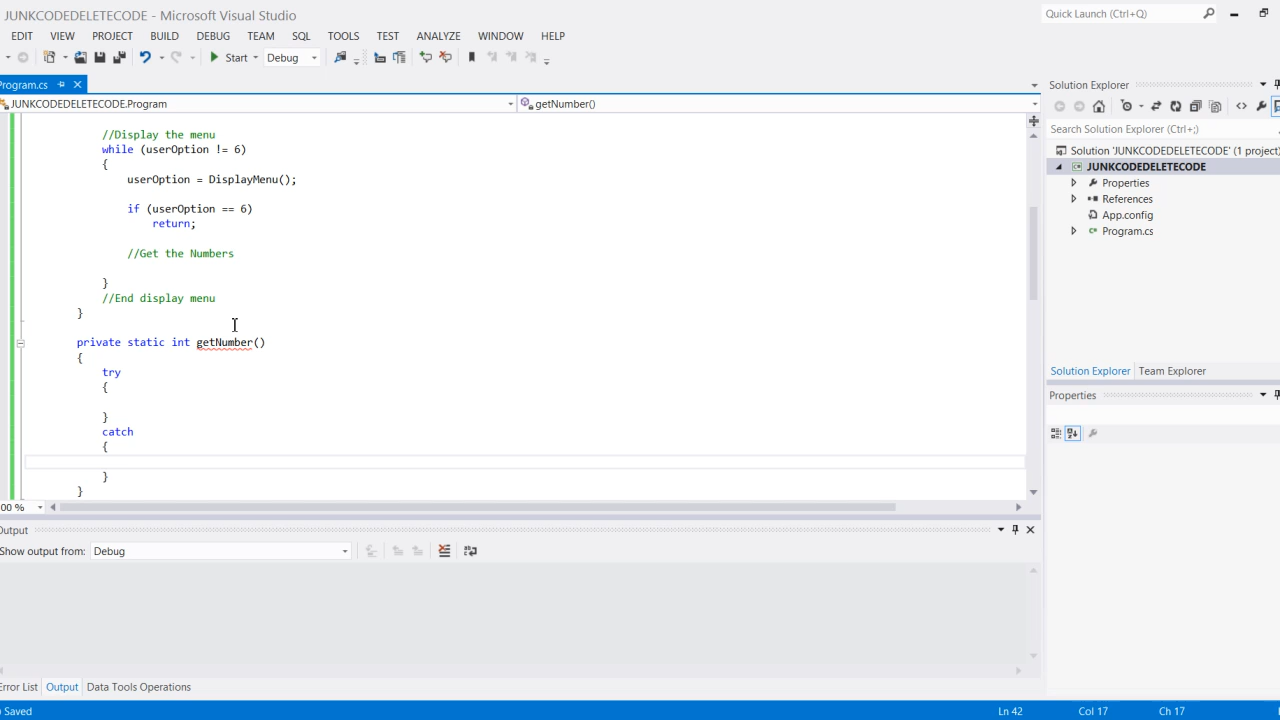 JUNKCODEDELETECODE - Microsoft Visual Studio
Quick Launch (Ctrl+Q)
EDIT VIEW PROJECT BUILD DEBUG TEAM SQL TOOLS TEST ANALYZE WINDOW HELP
Start Debug
Program.cs
Solution Explorer
JUNKCODEDELETECODE.Program
getNumber()
Search Solution Explorer (Ctrl+;)
Solution 'JUNKCODEDELETECODE' (1 project)
JUNKCODEDELETECODE
Properties
References
App.config
Program.cs
//Display the menu
while (userOption != 6)
{
userOption = DisplayMenu();
if (userOption == 6)
return;
//Get the Numbers
}
//End display menu
}
private static int getNumber()
{
try
{
}
catch
{
}
}
Solution Explorer Team Explorer
Properties
00 %
Output
Show output from: Debug
Error List Output Data Tools Operations
Saved
Ln 42 Col 17 Ch 17